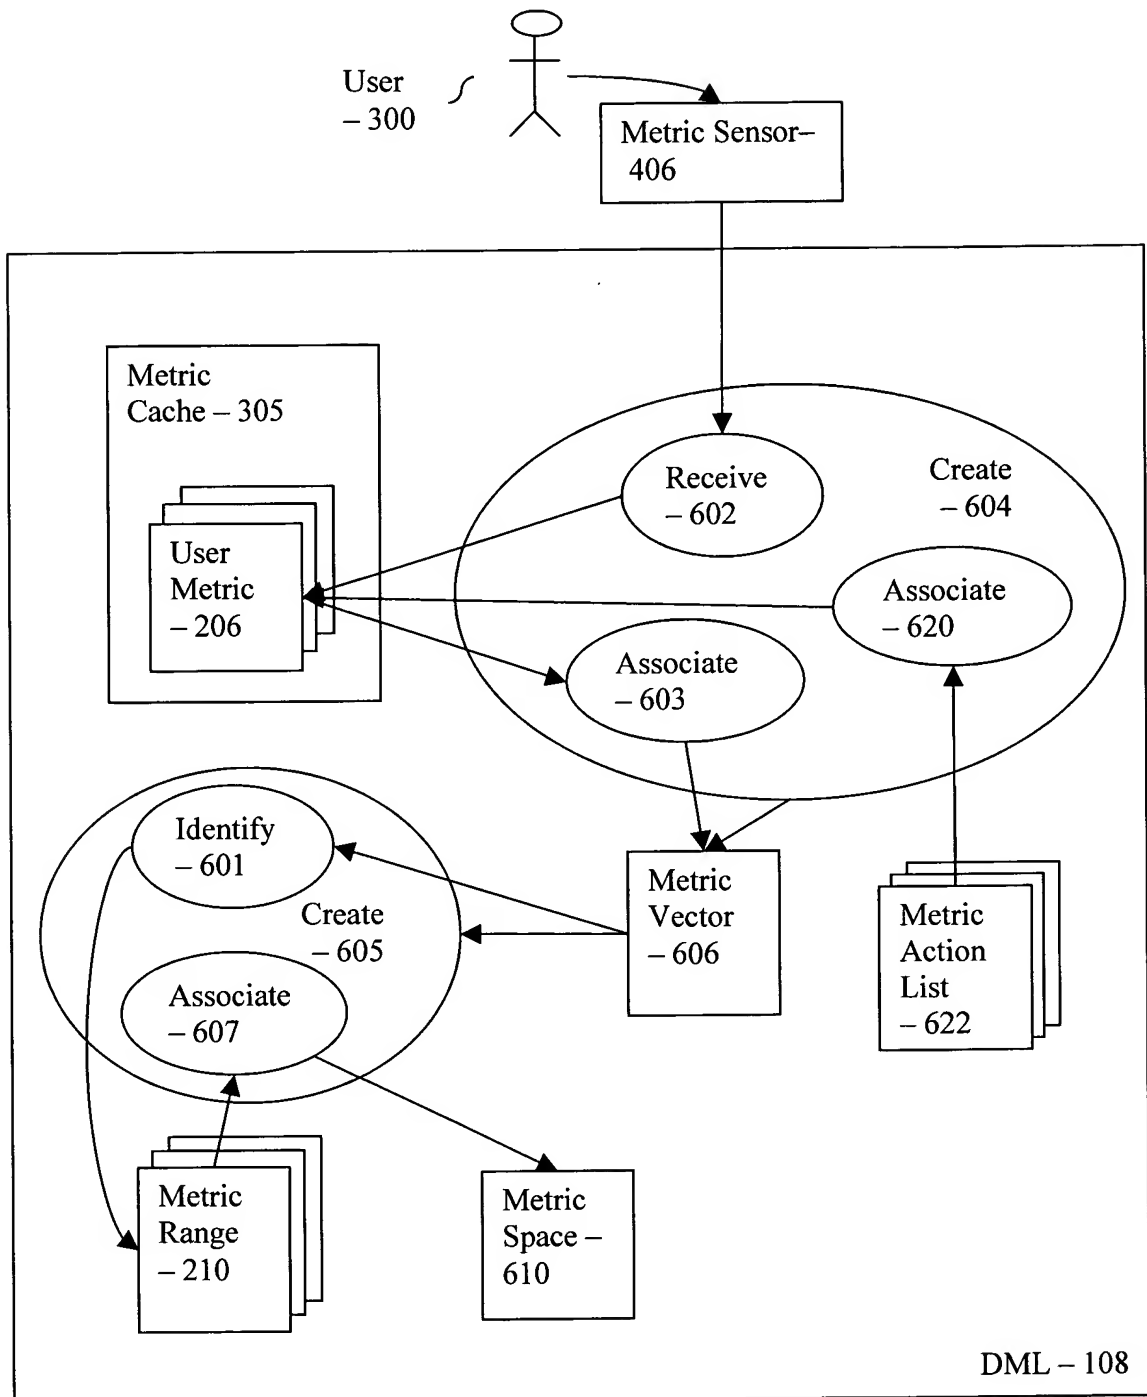 User
– 300
Metric Sensor–
406
Metric
Cache – 305
User
Metric
– 206
Receive
– 602
Create
– 604
Associate
– 620
Associate
– 603
Identify
– 601
Create
– 605
Associate
– 607
Metric
Vector
– 606
Metric
Action
List
– 622
Metric
Range
– 210
Metric
Space –
610
DML – 108